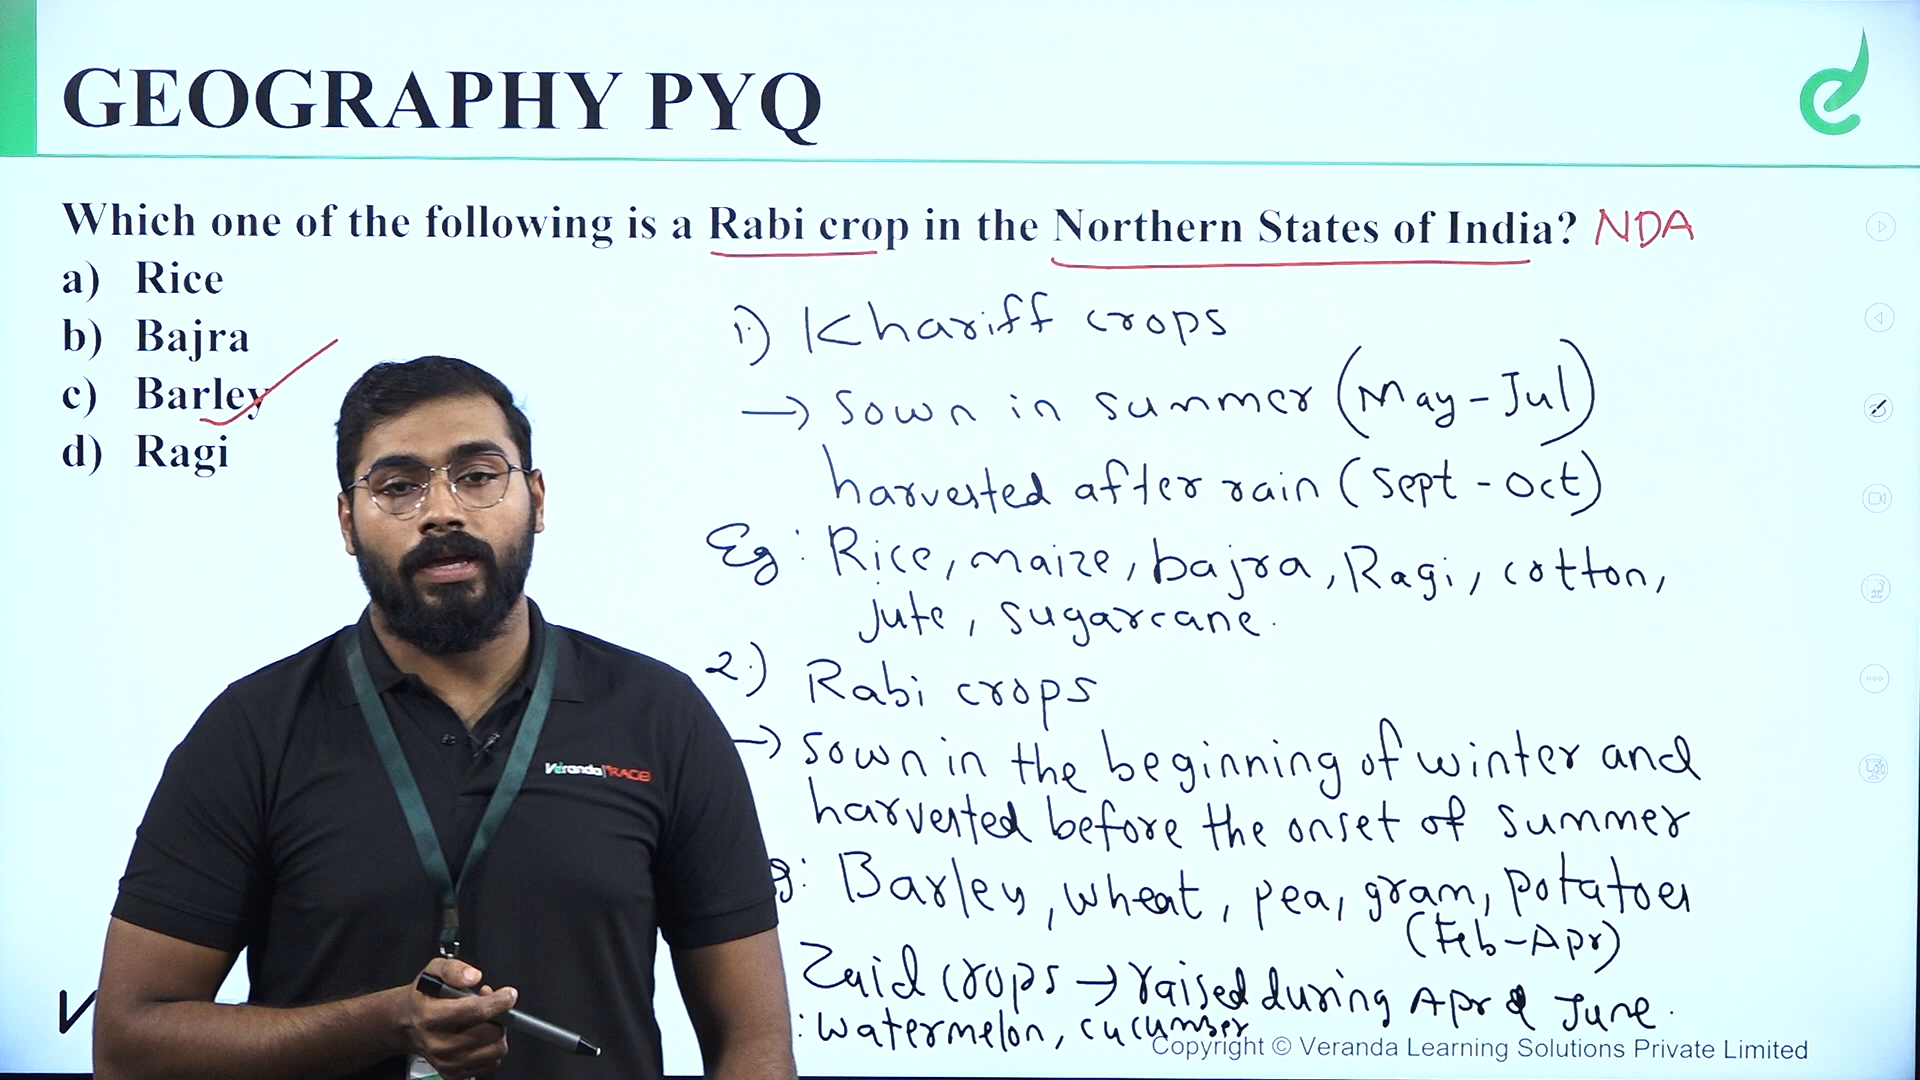 GEOGRAPHY PYQ
Which one of the following is a Rabi crop in the Northern States of India? NDA
a) Rice
b) Bajra
c) Barley
d) Ragi
1.) Khariff crops
→ sown in summer (May-Jul)
harvested after rain (Sept-Oct)
Eg: Rice, maize, bajra, Ragi, cotton,
jute, sugarcane.
2.) Rabi crops
→ sown in the beginning of winter and
harvested before the onset of summer
g: Barley, wheat, pea, gram, potatoes
(Feb-Apr)
Zaid crops → raised during Apr & June.
: watermelon, cucumber
Veranda RACE
Copyright © Veranda Learning Solutions Private Limited